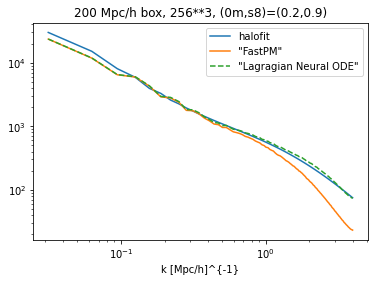 200 Mpc/h box, 256**3, (0m,s8)=(0.2,0.9)
halofit
"FastPM"
"Lagragian Neural ODE"
10^4
10^3
10^2
10^{-1}
10^0
k [Mpc/h]^{-1}